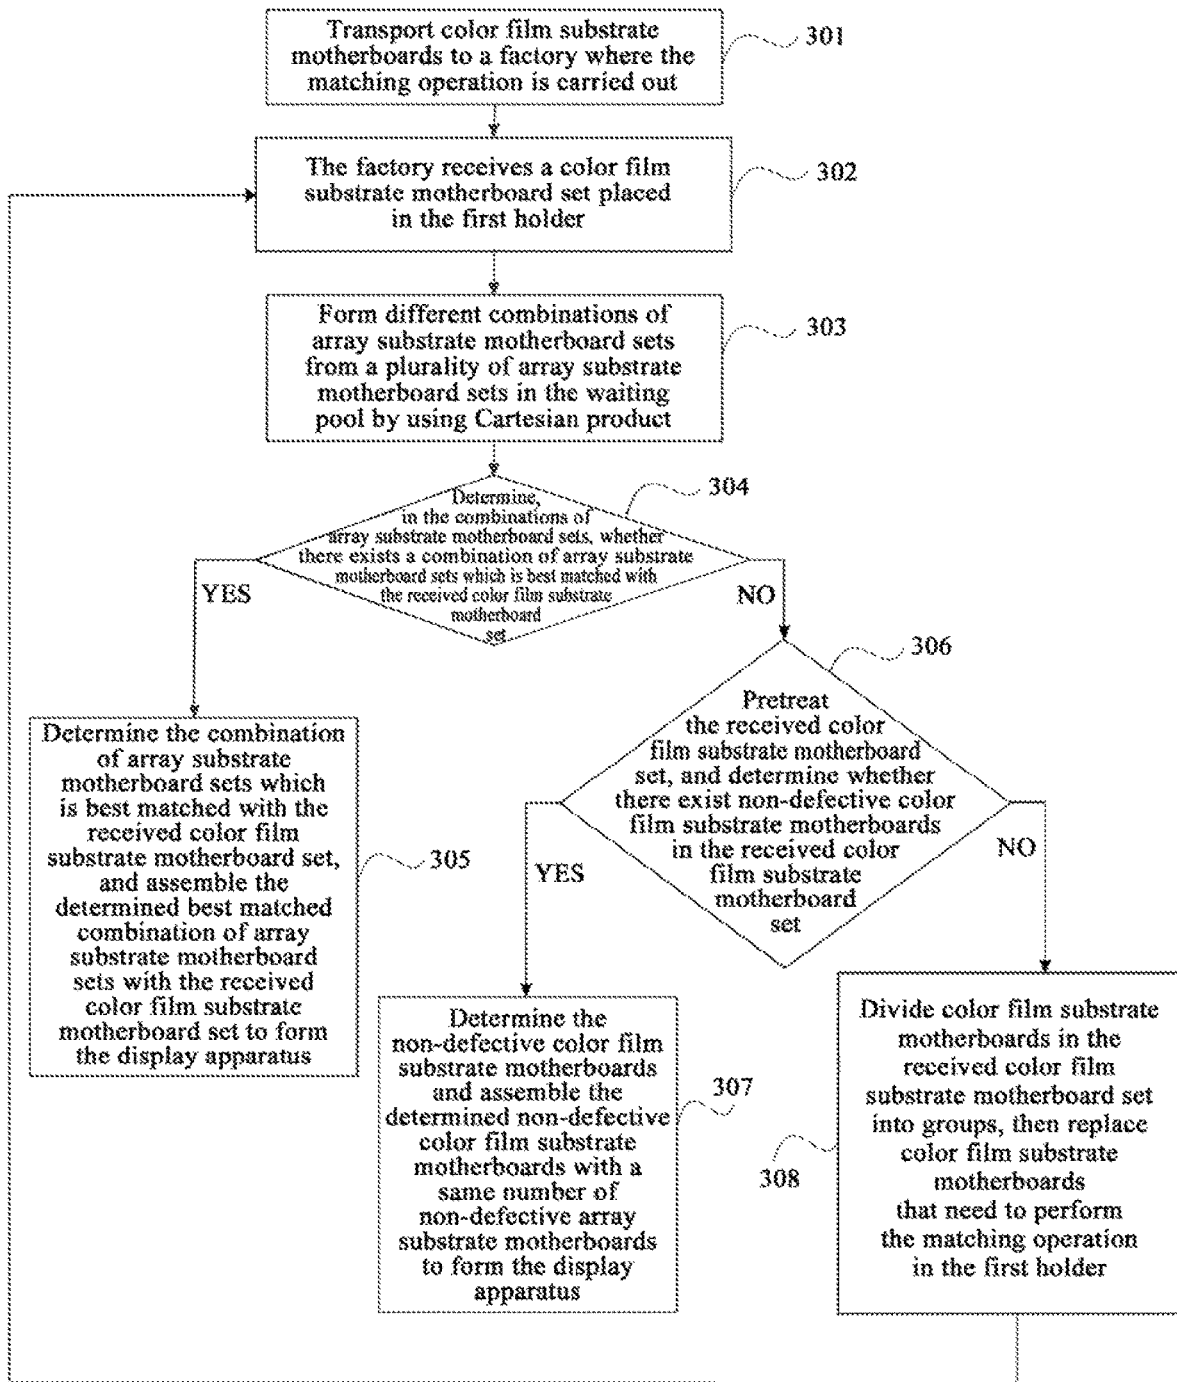 Transport color film substrate
motherboards to a factory where the
matching operation is carried out
301
The factory receives a color film
substrate motherboard set placed
in the first holder
302
Form different combinations of
array substrate motherboard sets
from a plurality of array substrate
motherboard sets in the waiting
pool by using Cartesian product
303
Determine,
in the combinations of
array substrate motherboard sets, whether
there exists a combination of array substrate
motherboard sets which is best matched with
the received color film substrate
motherboard
set
304
YES
NO
Determine the combination
of array substrate
motherboard sets which
is best matched with the
received color film
substrate motherboard set,
and assemble the
determined best matched
combination of array
substrate motherboard
sets with the received
color film substrate
motherboard set to form
the display apparatus
305
Pretreat
the received color
film substrate motherboard
set, and determine whether
there exist non-defective color
film substrate motherboards
in the received color
film substrate
motherboard
set
306
YES
NO
Determine the
non-defective color film
substrate motherboards
and assemble the
determined non-defective
color film substrate
motherboards with a
same number of
non-defective array
substrate motherboards
to form the display
apparatus
307
Divide color film substrate
motherboards in the
received color film
substrate motherboard set
into groups, then replace
color film substrate
motherboards
that need to perform
the matching operation
in the first holder
308